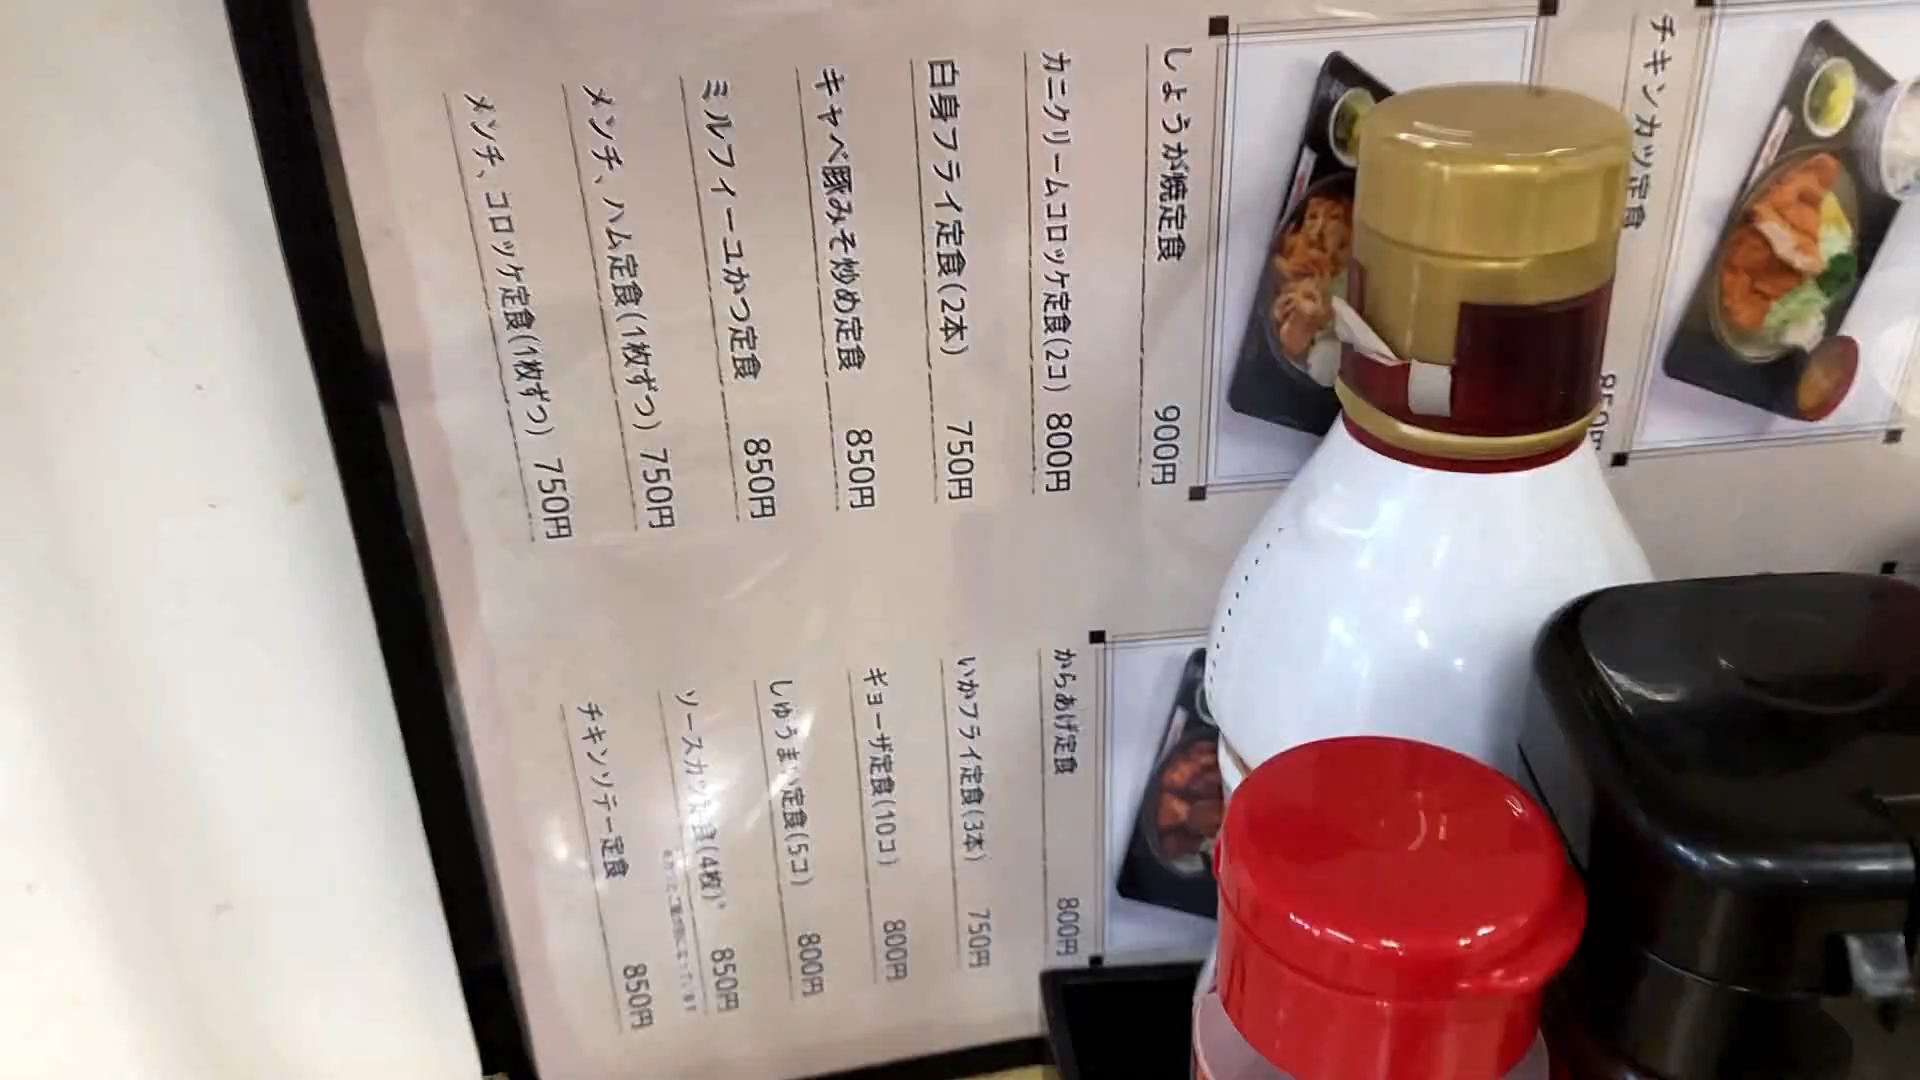 チキンカツ定食
850円
しょうが焼定食 900円
カニクリームコロッケ定食(2コ) 800円
白身フライ定食(2本) 750円
キャベ豚みそ炒め定食 850円
ミルフィーユかつ定食 850円
メンチ、ハム定食(1枚ずつ) 750円
メンチ、コロッケ定食(1枚ずつ) 750円
からあげ定食 800円
いかフライ定食(3本) 750円
ギョーザ定食(10コ) 800円
しゅうまい定食(5コ) 800円
ソースカツ定食(4枚) 850円
チキンソテー定食 850円